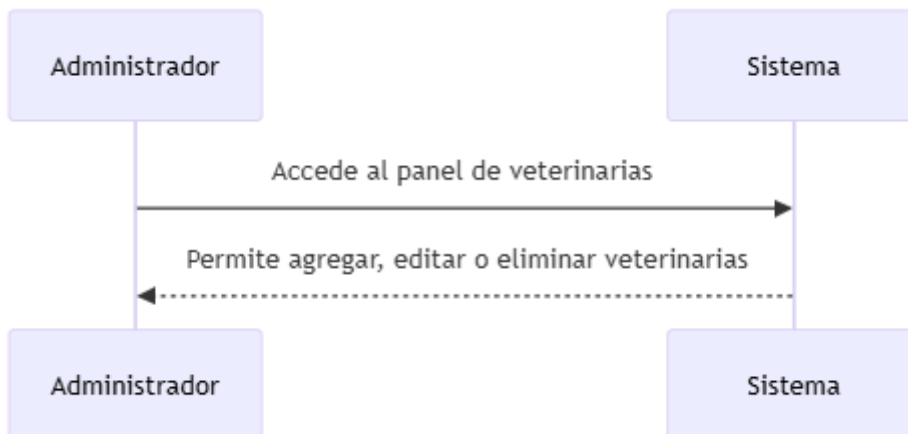 Administrador
Sistema
Accede al panel de veterinarias
Permite agregar, editar o eliminar veterinarias
Administrador
Sistema